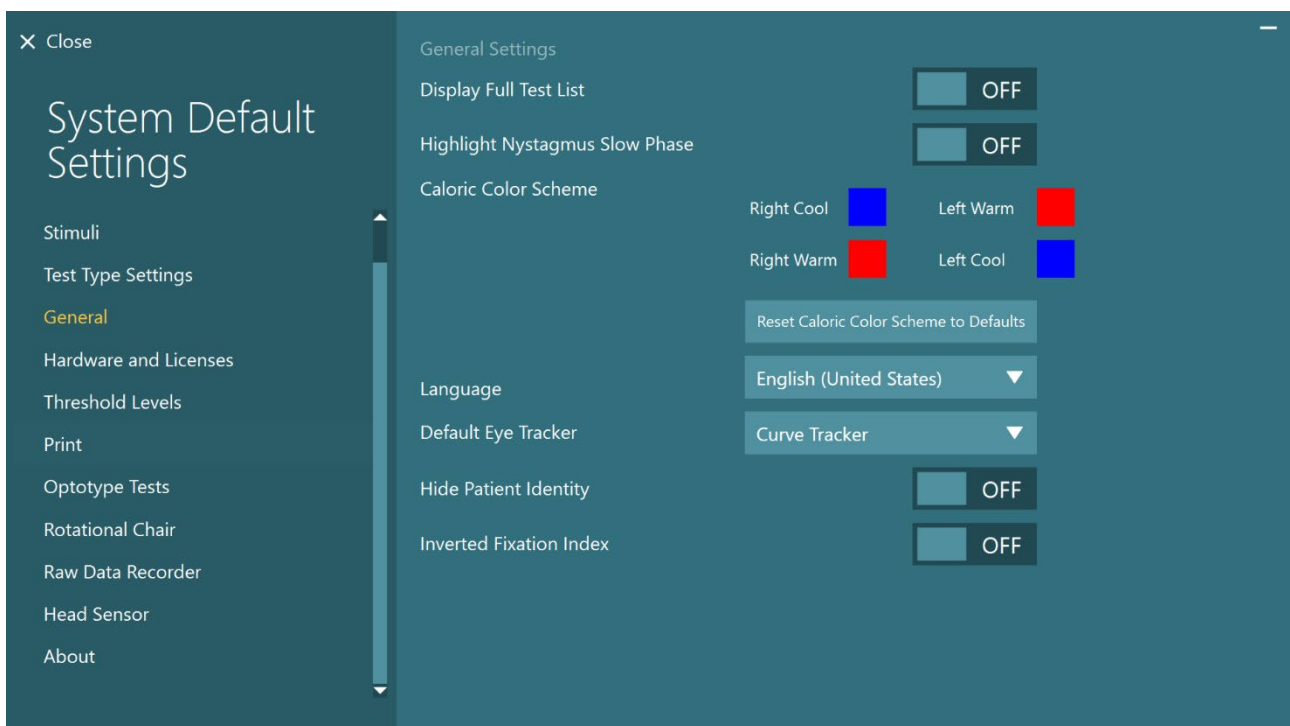 Close
System Default
Settings
Stimuli
Test Type Settings
General
Hardware and Licenses
Threshold Levels
Print
Optotype Tests
Rotational Chair
Raw Data Recorder
Head Sensor
About
General Settings
Display Full Test List OFF
Highlight Nystagmus Slow Phase OFF
Caloric Color Scheme
Right Cool Left Warm
Right Warm Left Cool
Reset Caloric Color Scheme to Defaults
Language English (United States)
Default Eye Tracker Curve Tracker
Hide Patient Identity OFF
Inverted Fixation Index OFF